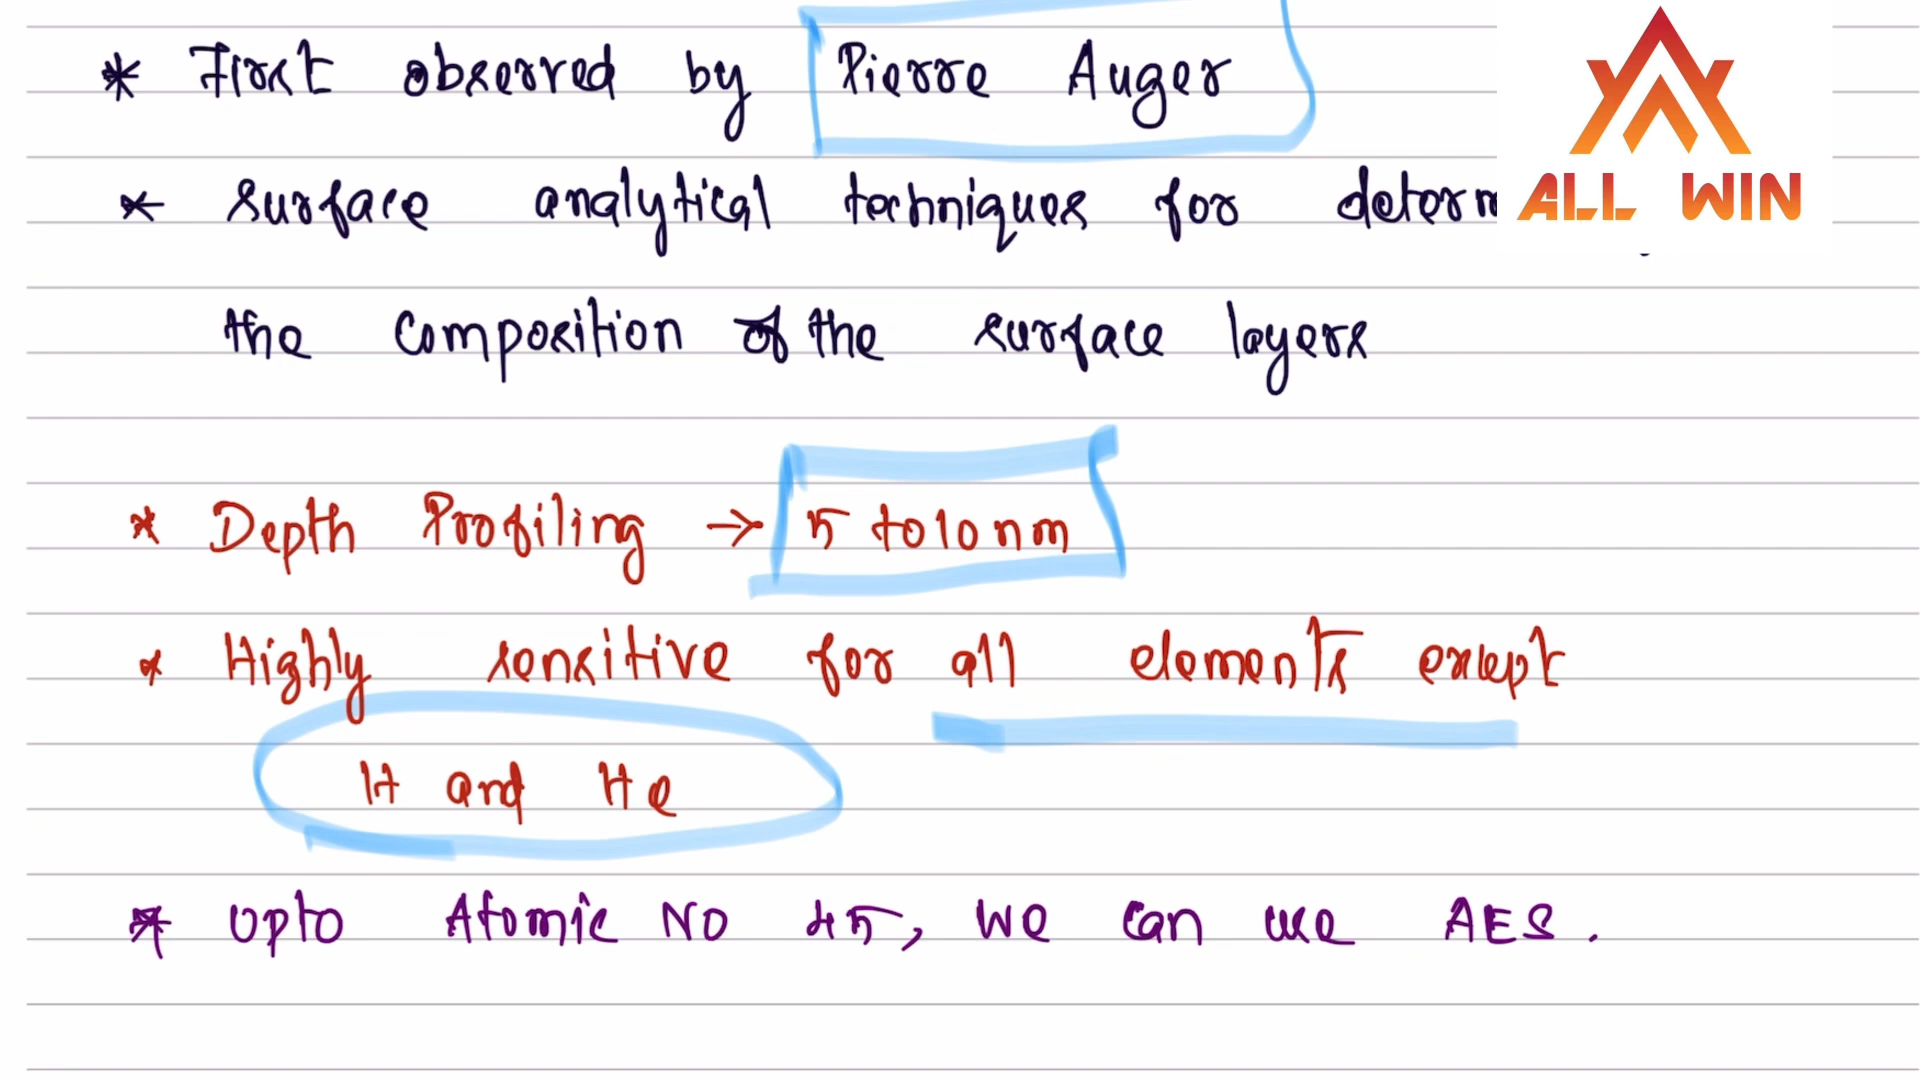 * First observed by Pierre Auger
* surface analytical techniques for determ
the composition of the surface layers
* Depth Profiling → 5 to 10 nm
* Highly sensitive for all elements except
H and He
* Upto Atomic No 45, we can use AES.
ALL WIN